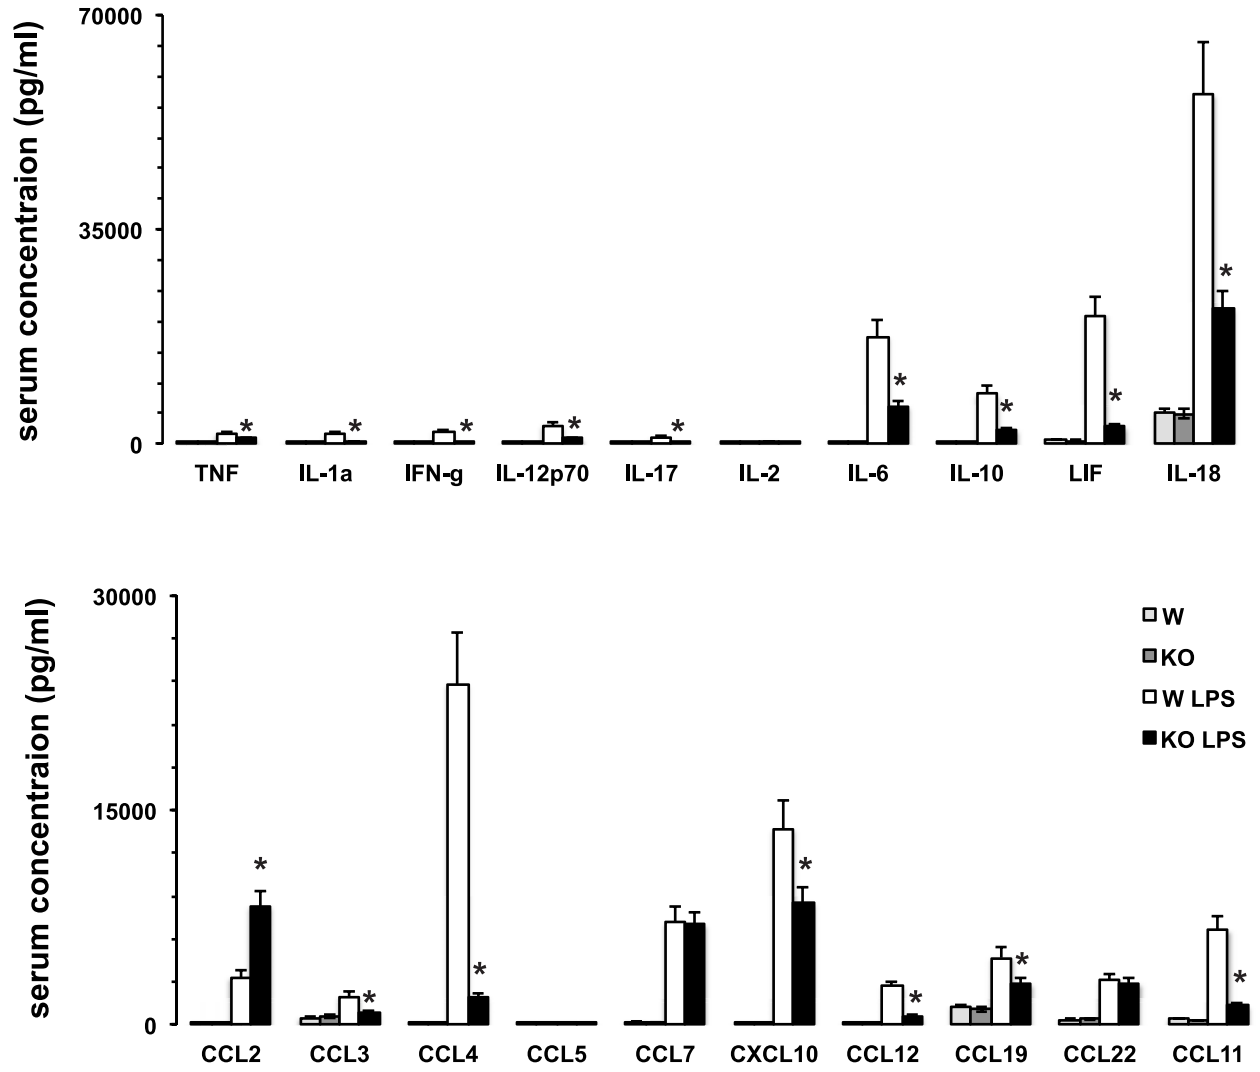 70000
serum concentraion (pg/ml)
35000
0
* * * * * * * * *
TNF IL-1a IFN-g IL-12p70 IL-17 IL-2 IL-6 IL-10 LIF IL-18
30000
serum concentraion (pg/ml)
15000
0
W
KO
W LPS
KO LPS
* * * * * * *
CCL2 CCL3 CCL4 CCL5 CCL7 CXCL10 CCL12 CCL19 CCL22 CCL11